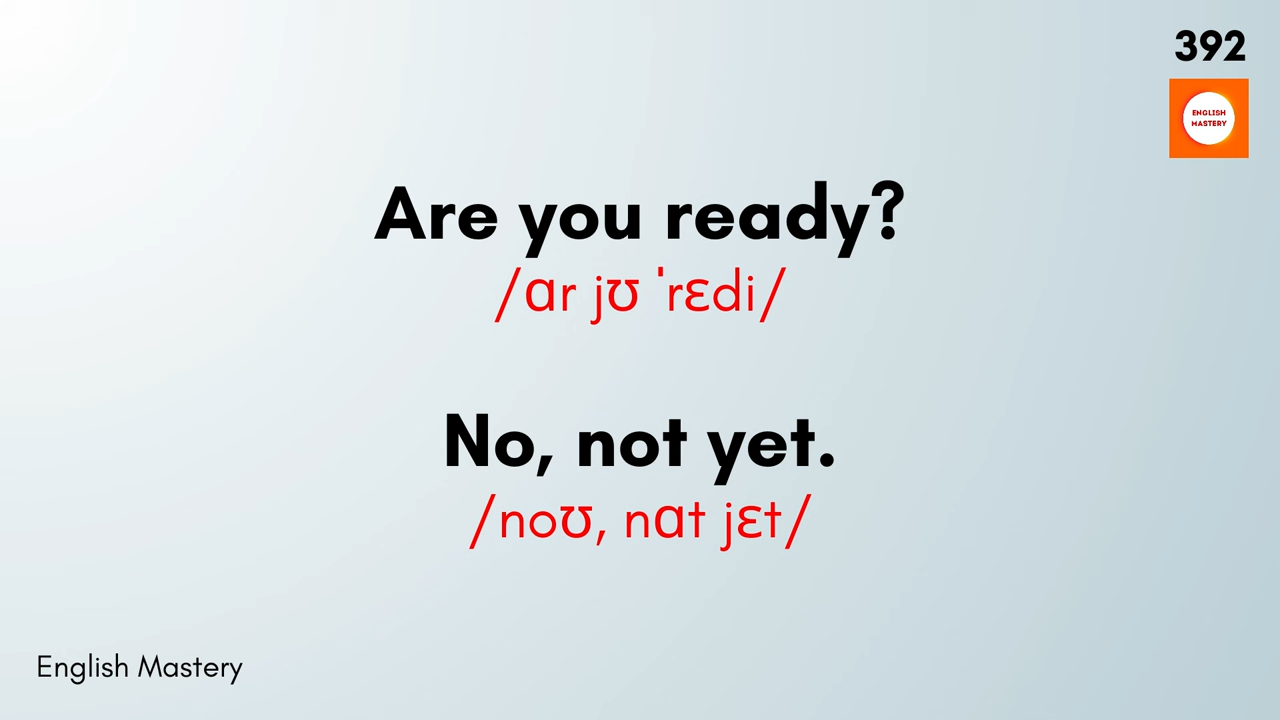 392
ENGLISH
MASTERY
Are you ready?
/ɑr jʊ ˈrɛdi/
No, not yet.
/noʊ, nɑt jɛt/
English Mastery